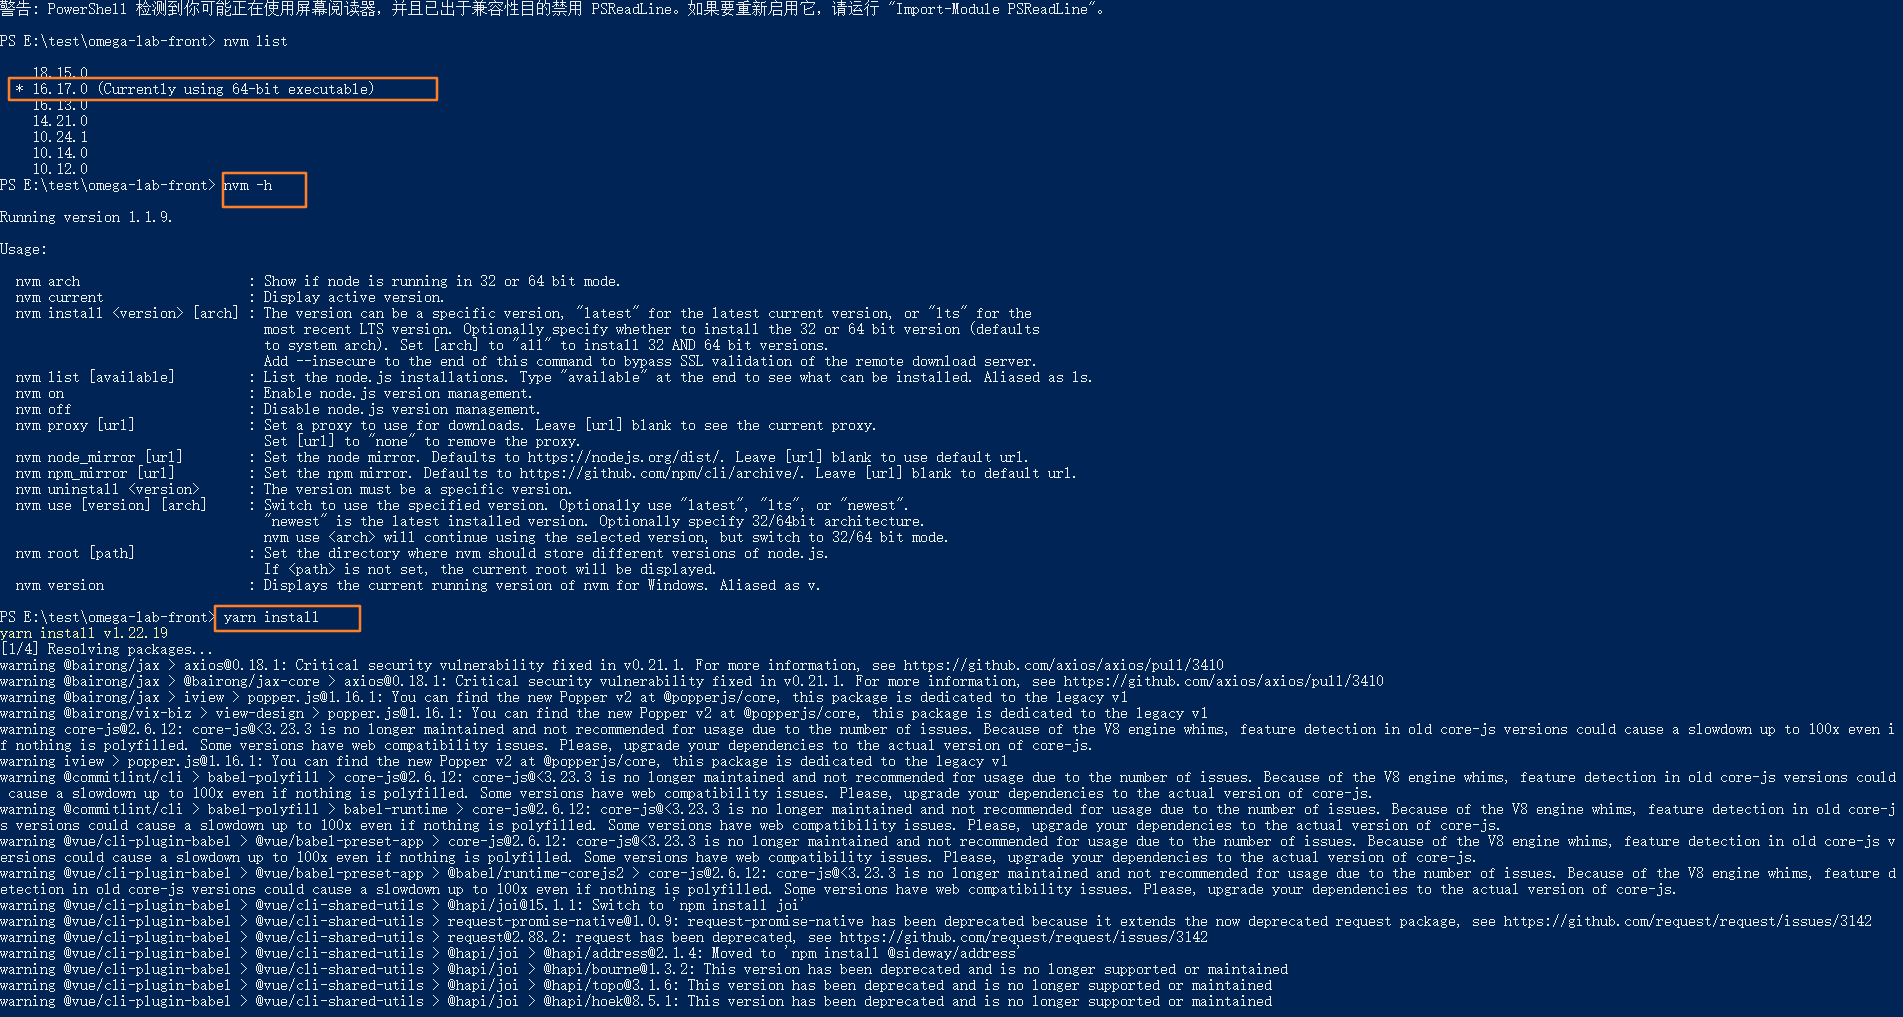 警告: PowerShell 检测到你可能正在使用屏幕阅读器，并且已出于兼容性目的禁用 PSReadLine。如果要重新启用它，请运行 "Import-Module PSReadLine"。
PS E:\test\omega-lab-front> nvm list
18.15.0
* 16.17.0 (Currently using 64-bit executable)
16.13.0
14.21.0
10.24.1
10.14.0
10.12.0
PS E:\test\omega-lab-front> nvm -h
Running version 1.1.9.
Usage:
nvm arch : Show if node is running in 32 or 64 bit mode.
nvm current : Display active version.
nvm install <version> [arch] : The version can be a specific version, "latest" for the latest current version, or "lts" for the
most recent LTS version. Optionally specify whether to install the 32 or 64 bit version (defaults
to system arch). Set [arch] to "all" to install 32 AND 64 bit versions.
Add --insecure to the end of this command to bypass SSL validation of the remote download server.
nvm list [available] : List the node.js installations. Type "available" at the end to see what can be installed. Aliased as ls.
nvm on : Enable node.js version management.
nvm off : Disable node.js version management.
nvm proxy [url] : Set a proxy to use for downloads. Leave [url] blank to see the current proxy.
Set [url] to "none" to remove the proxy.
nvm node_mirror [url] : Set the node mirror. Defaults to https://nodejs.org/dist/. Leave [url] blank to use default url.
nvm npm_mirror [url] : Set the npm mirror. Defaults to https://github.com/npm/cli/archive/. Leave [url] blank to default url.
nvm uninstall <version> : The version must be a specific version.
nvm use [version] [arch] : Switch to use the specified version. Optionally use "latest", "lts", or "newest".
"newest" is the latest installed version. Optionally specify 32/64bit architecture.
nvm use <arch> will continue using the selected version, but switch to 32/64 bit mode.
nvm root [path] : Set the directory where nvm should store different versions of node.js.
If <path> is not set, the current root will be displayed.
nvm version : Displays the current running version of nvm for Windows. Aliased as v.
PS E:\test\omega-lab-front> yarn install
yarn install v1.22.19
[1/4] Resolving packages...
warning @bairong/jax > axios@0.18.1: Critical security vulnerability fixed in v0.21.1. For more information, see https://github.com/axios/axios/pull/3410
warning @bairong/jax > @bairong/jax-core > axios@0.18.1: Critical security vulnerability fixed in v0.21.1. For more information, see https://github.com/axios/axios/pull/3410
warning @bairong/jax > iview > popper.js@1.16.1: You can find the new Popper v2 at @popperjs/core, this package is dedicated to the legacy v1
warning @bairong/vix-biz > view-design > popper.js@1.16.1: You can find the new Popper v2 at @popperjs/core, this package is dedicated to the legacy v1
warning core-js@2.6.12: core-js@<3.23.3 is no longer maintained and not recommended for usage due to the number of issues. Because of the V8 engine whims, feature detection in old core-js versions could cause a slowdown up to 100x even i
f nothing is polyfilled. Some versions have web compatibility issues. Please, upgrade your dependencies to the actual version of core-js.
warning iview > popper.js@1.16.1: You can find the new Popper v2 at @popperjs/core, this package is dedicated to the legacy v1
warning @commitlint/cli > babel-polyfill > core-js@2.6.12: core-js@<3.23.3 is no longer maintained and not recommended for usage due to the number of issues. Because of the V8 engine whims, feature detection in old core-js versions could
cause a slowdown up to 100x even if nothing is polyfilled. Some versions have web compatibility issues. Please, upgrade your dependencies to the actual version of core-js.
warning @commitlint/cli > babel-polyfill > babel-runtime > core-js@2.6.12: core-js@<3.23.3 is no longer maintained and not recommended for usage due to the number of issues. Because of the V8 engine whims, feature detection in old core-j
s versions could cause a slowdown up to 100x even if nothing is polyfilled. Some versions have web compatibility issues. Please, upgrade your dependencies to the actual version of core-js.
warning @vue/cli-plugin-babel > @vue/babel-preset-app > core-js@2.6.12: core-js@<3.23.3 is no longer maintained and not recommended for usage due to the number of issues. Because of the V8 engine whims, feature detection in old core-js v
ersions could cause a slowdown up to 100x even if nothing is polyfilled. Some versions have web compatibility issues. Please, upgrade your dependencies to the actual version of core-js.
warning @vue/cli-plugin-babel > @vue/babel-preset-app > @babel/runtime-corejs2 > core-js@2.6.12: core-js@<3.23.3 is no longer maintained and not recommended for usage due to the number of issues. Because of the V8 engine whims, feature d
etection in old core-js versions could cause a slowdown up to 100x even if nothing is polyfilled. Some versions have web compatibility issues. Please, upgrade your dependencies to the actual version of core-js.
warning @vue/cli-plugin-babel > @vue/cli-shared-utils > @hapi/joi@15.1.1: Switch to 'npm install joi'
warning @vue/cli-plugin-babel > @vue/cli-shared-utils > request-promise-native@1.0.9: request-promise-native has been deprecated because it extends the now deprecated request package, see https://github.com/request/request/issues/3142
warning @vue/cli-plugin-babel > @vue/cli-shared-utils > request@2.88.2: request has been deprecated, see https://github.com/request/request/issues/3142
warning @vue/cli-plugin-babel > @vue/cli-shared-utils > @hapi/joi > @hapi/address@2.1.4: Moved to 'npm install @sideway/address'
warning @vue/cli-plugin-babel > @vue/cli-shared-utils > @hapi/joi > @hapi/bourne@1.3.2: This version has been deprecated and is no longer supported or maintained
warning @vue/cli-plugin-babel > @vue/cli-shared-utils > @hapi/joi > @hapi/topo@3.1.6: This version has been deprecated and is no longer supported or maintained
warning @vue/cli-plugin-babel > @vue/cli-shared-utils > @hapi/joi > @hapi/hoek@8.5.1: This version has been deprecated and is no longer supported or maintained